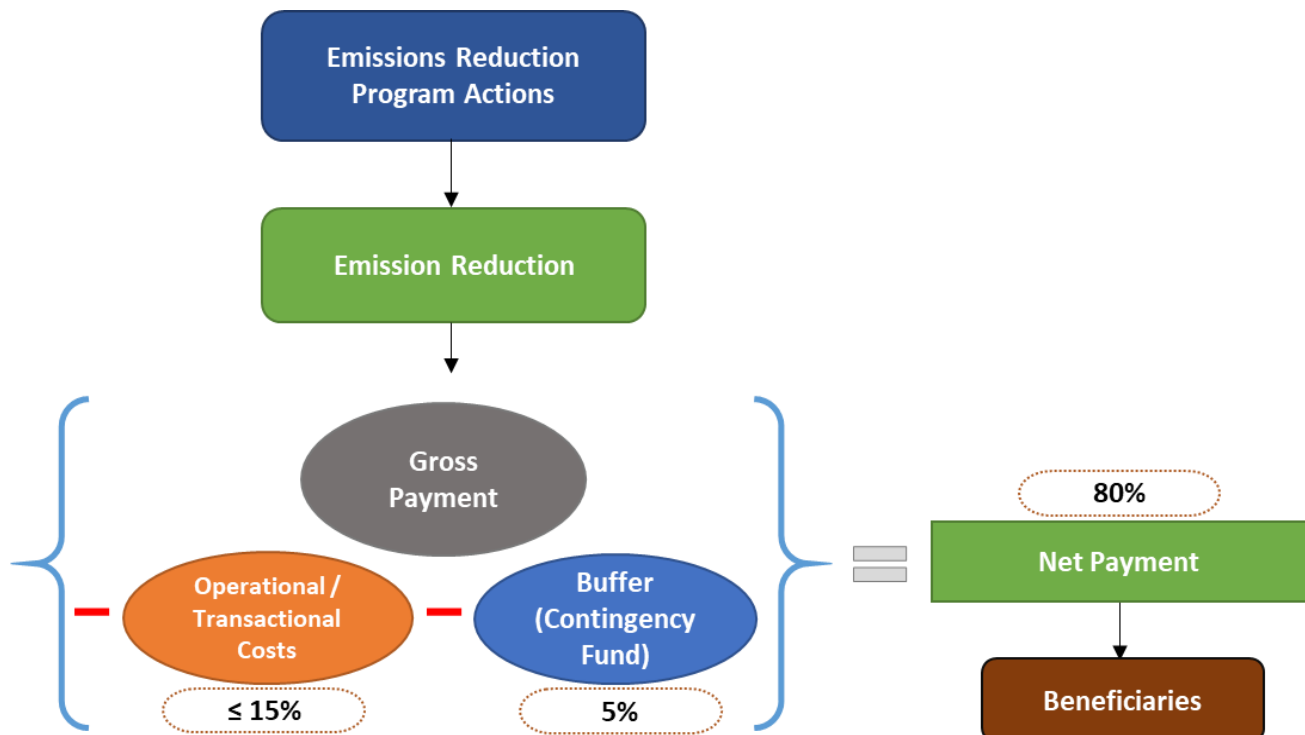 Emissions Reduction
Program Actions
Emission Reduction
Gross
Payment
80%
Net Payment
Operational /
Transactional
Costs
Buffer
(Contingency
Fund)
≤ 15%
5%
Beneficiaries